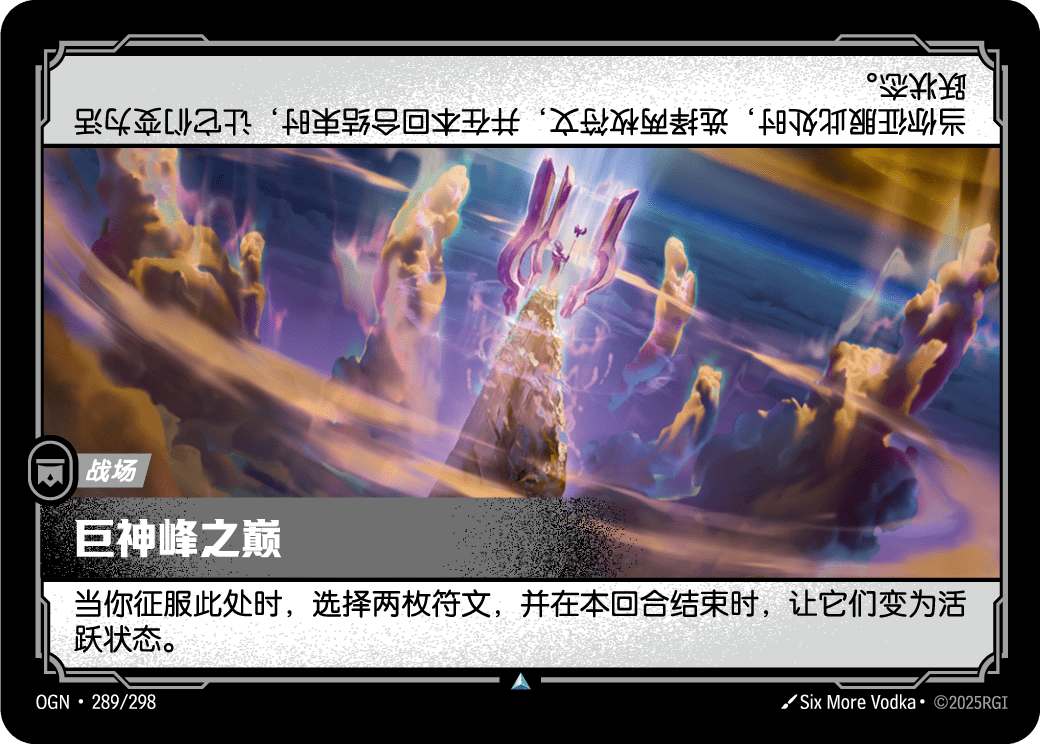 当你征服此处时，选择两枚符文，并在本回合结束时，让它们变为活
跃状态。
战场
巨神峰之巅
当你征服此处时，选择两枚符文，并在本回合结束时，让它们变为活
跃状态。
OGN • 289/298
Six More Vodka • ©2025RGI